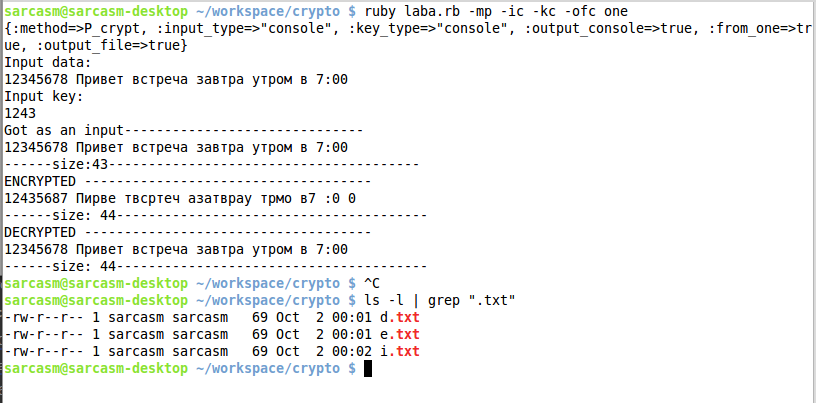 sarcasm@sarcasm-desktop ~/workspace/crypto $ ruby laba.rb -mp -ic -kc -ofc one
{:method=>P_crypt, :input_type=>"console", :key_type=>"console", :output_console=>true, :from_one=>tr
ue, :output_file=>true}
Input data:
12345678 Привет встреча завтра утром в 7:00
Input key:
1243
Got as an input------------------------------
12345678 Привет встреча завтра утром в 7:00
------size:43---------------------------------------
ENCRYPTED ------------------------------------
12435687 Пирве твсртеч азатврау трмо в7 :0 0
------size: 44---------------------------------------
DECRYPTED ------------------------------------
12345678 Привет встреча завтра утром в 7:00
------size: 44---------------------------------------
sarcasm@sarcasm-desktop ~/workspace/crypto $ ^C
sarcasm@sarcasm-desktop ~/workspace/crypto $ ls -l | grep ".txt"
-rw-r--r-- 1 sarcasm sarcasm   69 Oct  2 00:01 d.txt
-rw-r--r-- 1 sarcasm sarcasm   69 Oct  2 00:01 e.txt
-rw-r--r-- 1 sarcasm sarcasm   69 Oct  2 00:02 i.txt
sarcasm@sarcasm-desktop ~/workspace/crypto $